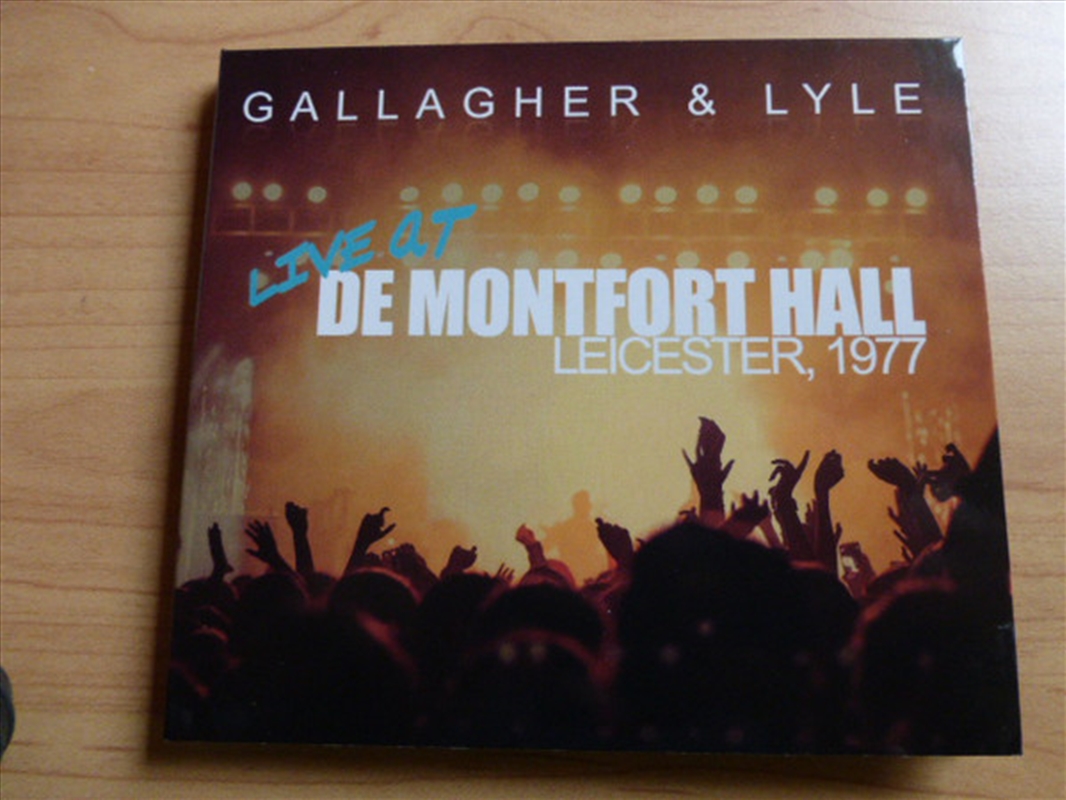 GALLAGHER & LYLE
LIVE AT
DE MONTFORT HALL
LEICESTER, 1977